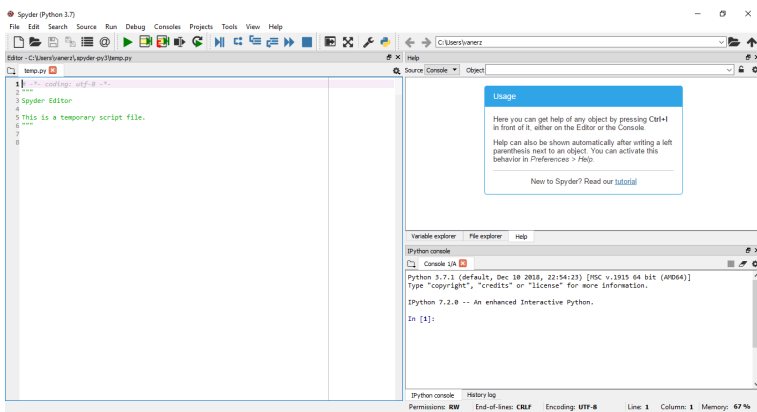 Spyder (Python 3.7)
File Edit Search Source Run Debug Consoles Projects Tools View Help
C:\Users\vanerz
Editor - C:\Users\vanerz\.spyder-py3\temp.py
temp.py
1 # -*- coding: utf-8 -*-
2 """
3 Spyder Editor
4
5 This is a temporary script file.
6 """
7
8
Help
Source Console Object
Usage
Here you can get help of any object by pressing Ctrl+I
in front of it, either on the Editor or the Console.
Help can also be shown automatically after writing a left
parenthesis next to an object. You can activate this
behavior in Preferences > Help.
New to Spyder? Read our tutorial
Variable explorer File explorer Help
IPython console
Console 1/A
Python 3.7.1 (default, Dec 10 2018, 22:54:23) [MSC v.1915 64 bit (AMD64)]
Type "copyright", "credits" or "license" for more information.
IPython 7.2.0 -- An enhanced Interactive Python.
In [1]:
IPython console History log
Permissions: RW End-of-lines: CRLF Encoding: UTF-8 Line: 1 Column: 1 Memory: 67 %